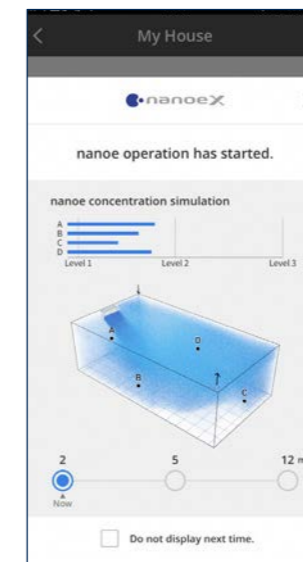 My House
nanoeX
nanoe operation has started.
nanoe concentration simulation
A
B
C
D
Level 1 Level 2 Level 3
A
D
B
C
2 5 12
Now
Do not display next time.